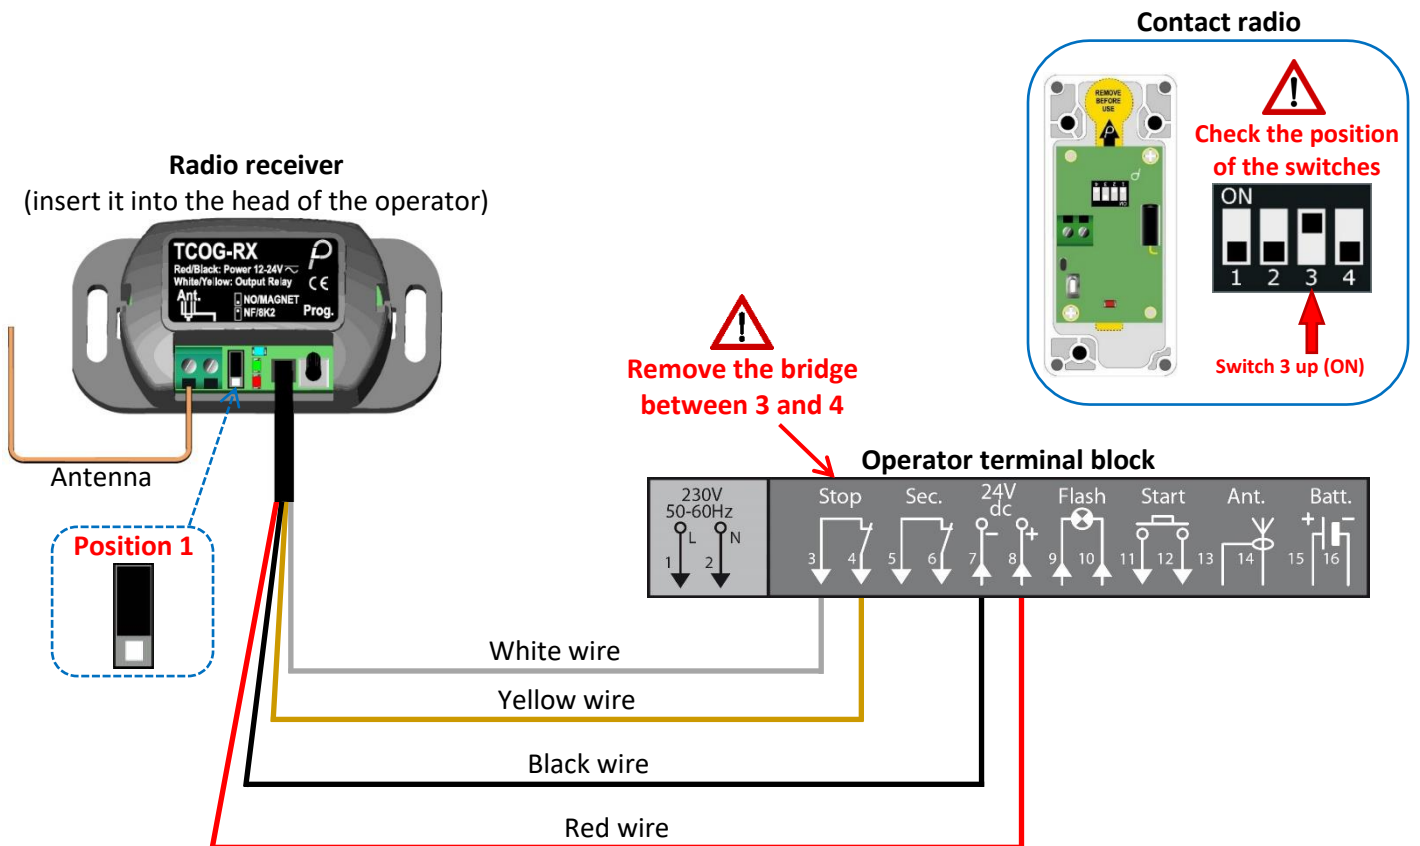 Contact radio
REMOVE
BEFORE
USE
Check the position
of the switches
ON
1 2 3 4
Switch 3 up (ON)
Radio receiver
(insert it into the head of the operator)
TCOG-RX
Red/Black: Power 12-24V
White/Yellow: Output Relay
CE
Ant.
NO/MAGNET
NF/8K2
Prog.
Antenna
Position 1
Remove the bridge
between 3 and 4
Operator terminal block
230V
50-60Hz
L N
1 2
Stop Sec. 24V dc Flash Start Ant. Batt.
− + + −
3 4 5 6 7 8 9 10 11 12 13 14 15 16
White wire
Yellow wire
Black wire
Red wire